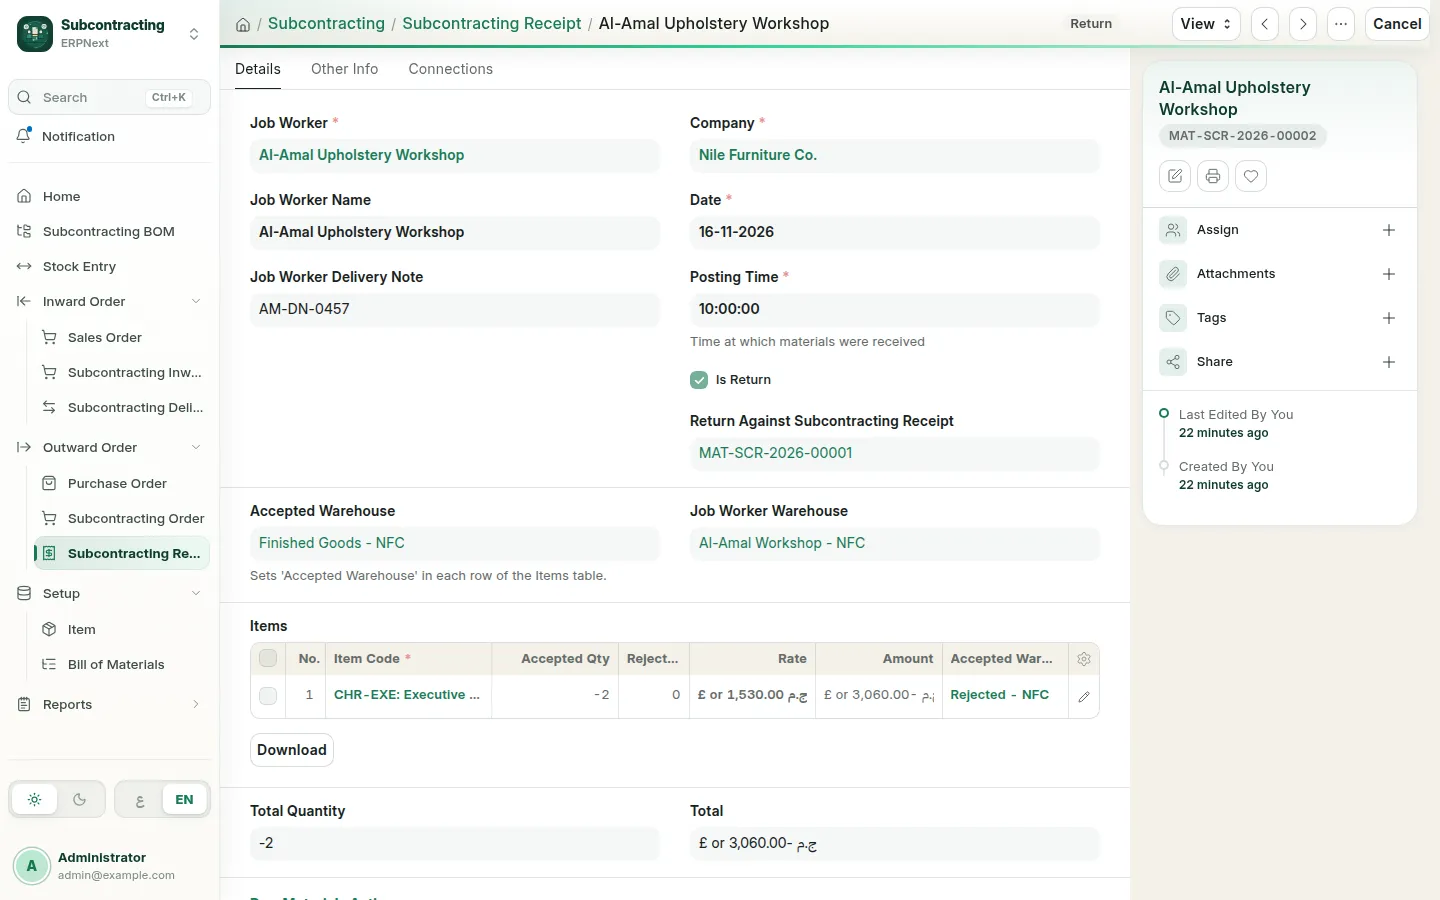 Subcontracting
ERPNext
Search
Ctrl+K
Notification
Home
Subcontracting BOM
Stock Entry
Inward Order
Sales Order
Subcontracting Inw...
Subcontracting Deli...
Outward Order
Purchase Order
Subcontracting Order
Subcontracting Re...
Setup
Item
Bill of Materials
Reports
ع
EN
A
Administrator
admin@example.com
/ Subcontracting / Subcontracting Receipt / Al-Amal Upholstery Workshop
Return
View
...
Cancel
Details
Other Info
Connections
Job Worker *
Al-Amal Upholstery Workshop
Company *
Nile Furniture Co.
Job Worker Name
Al-Amal Upholstery Workshop
Date *
16-11-2026
Job Worker Delivery Note
AM-DN-0457
Posting Time *
10:00:00
Time at which materials were received
Is Return
Return Against Subcontracting Receipt
MAT-SCR-2026-00001
Accepted Warehouse
Finished Goods - NFC
Sets 'Accepted Warehouse' in each row of the Items table.
Job Worker Warehouse
Al-Amal Workshop - NFC
Items
No.
Item Code *
Accepted Qty
Reject...
Rate
Amount
Accepted War...
1
CHR-EXE: Executive ...
-2
0
£ or 1,530.00 ج.م
£ or 3,060.00-
Rejected - NFC
Download
Total Quantity
-2
Total
£ or 3,060.00- ج.م
Al-Amal Upholstery
Workshop
MAT-SCR-2026-00002
Assign
Attachments
Tags
Share
Last Edited By You
22 minutes ago
Created By You
22 minutes ago